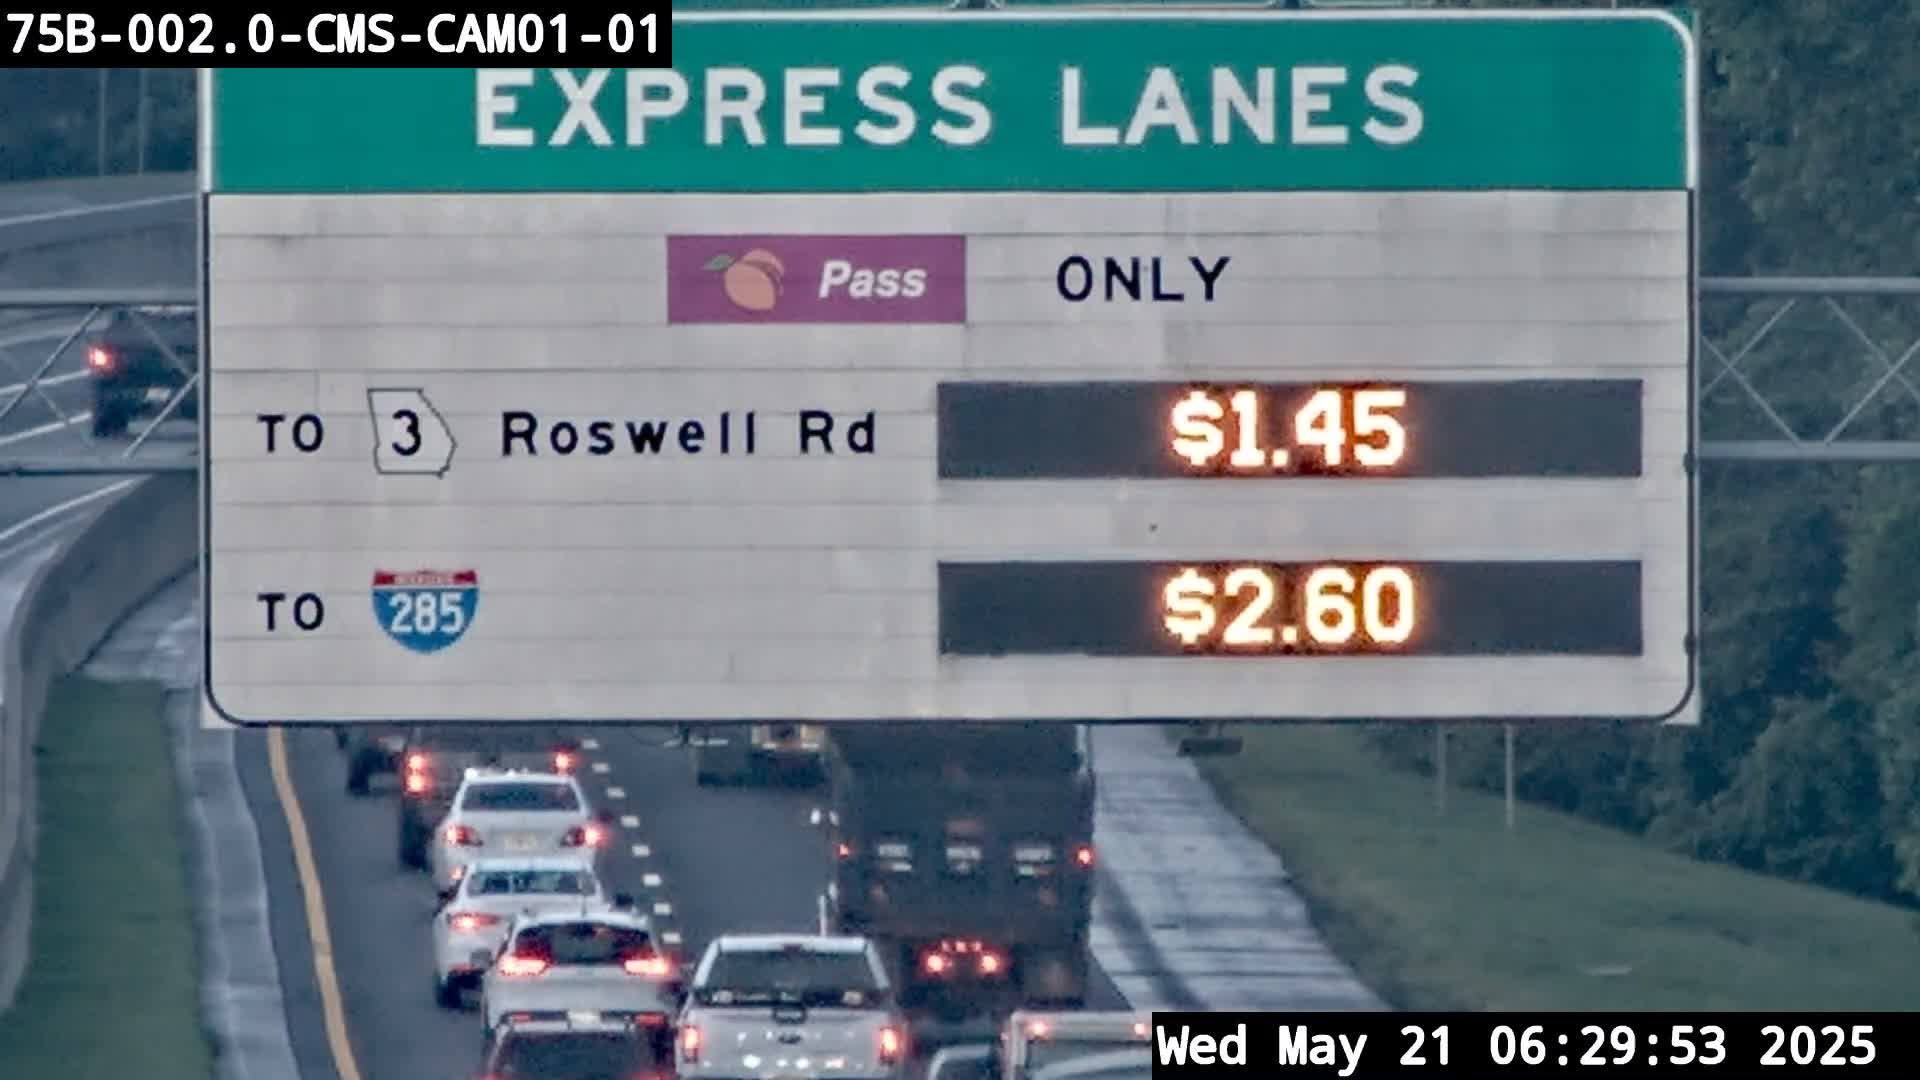 75B-002.0-CMS-CAM01-01
EXPRESS LANES
Pass ONLY
TO 3 Roswell Rd $1.45
TO 285 $2.60
Wed May 21 06:29:53 2025